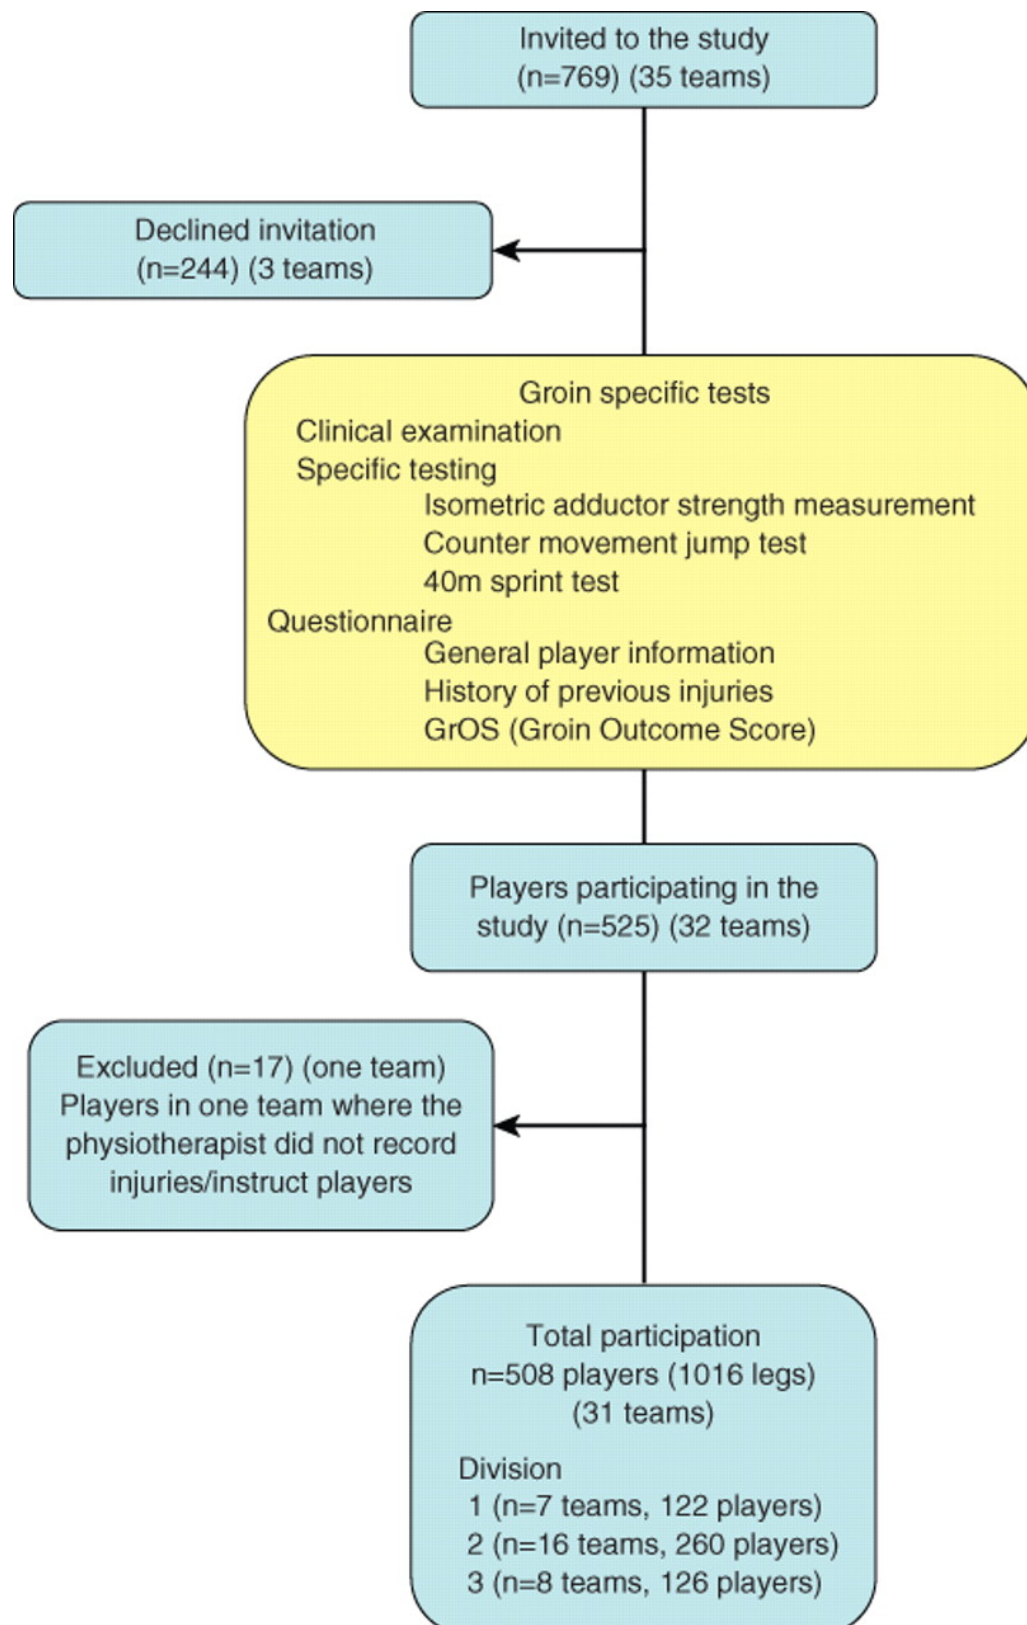 Invited to the study
(n=769) (35 teams)
Declined invitation
(n=244) (3 teams)
Groin specific tests
Clinical examination
Specific testing
Isometric adductor strength measurement
Counter movement jump test
40m sprint test
Questionnaire
General player information
History of previous injuries
GrOS (Groin Outcome Score)
Players participating in the
study (n=525) (32 teams)
Excluded (n=17) (one team)
Players in one team where the
physiotherapist did not record
injuries/instruct players
Total participation
n=508 players (1016 legs)
(31 teams)
Division
1 (n=7 teams, 122 players)
2 (n=16 teams, 260 players)
3 (n=8 teams, 126 players)